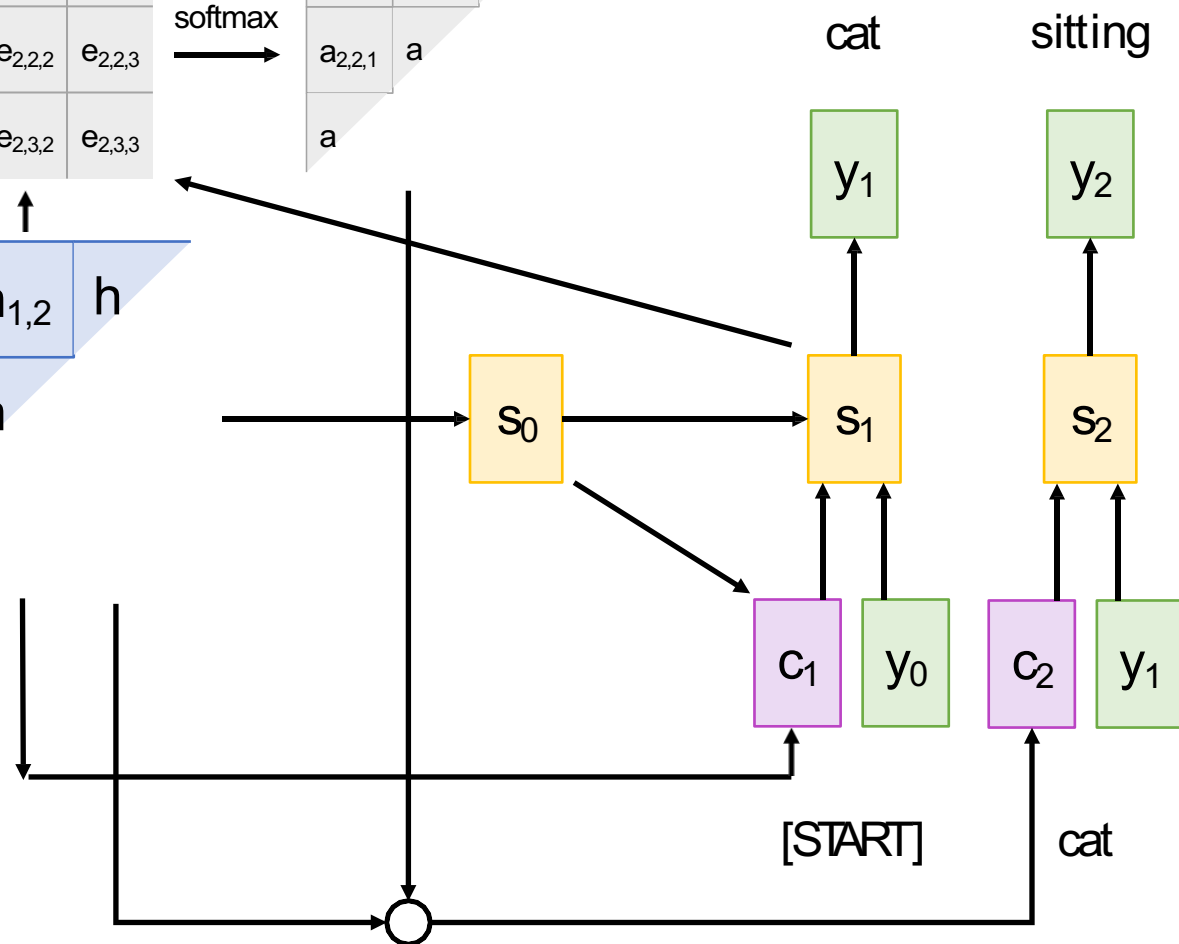 softmax
cat sitting
e2,2,2 e2,2,3
a2,2,1 a
e2,3,2 e2,3,3
a
y1 y2
1,2 h
s0 s1 s2
c1 y0 c2 y1
[START] cat